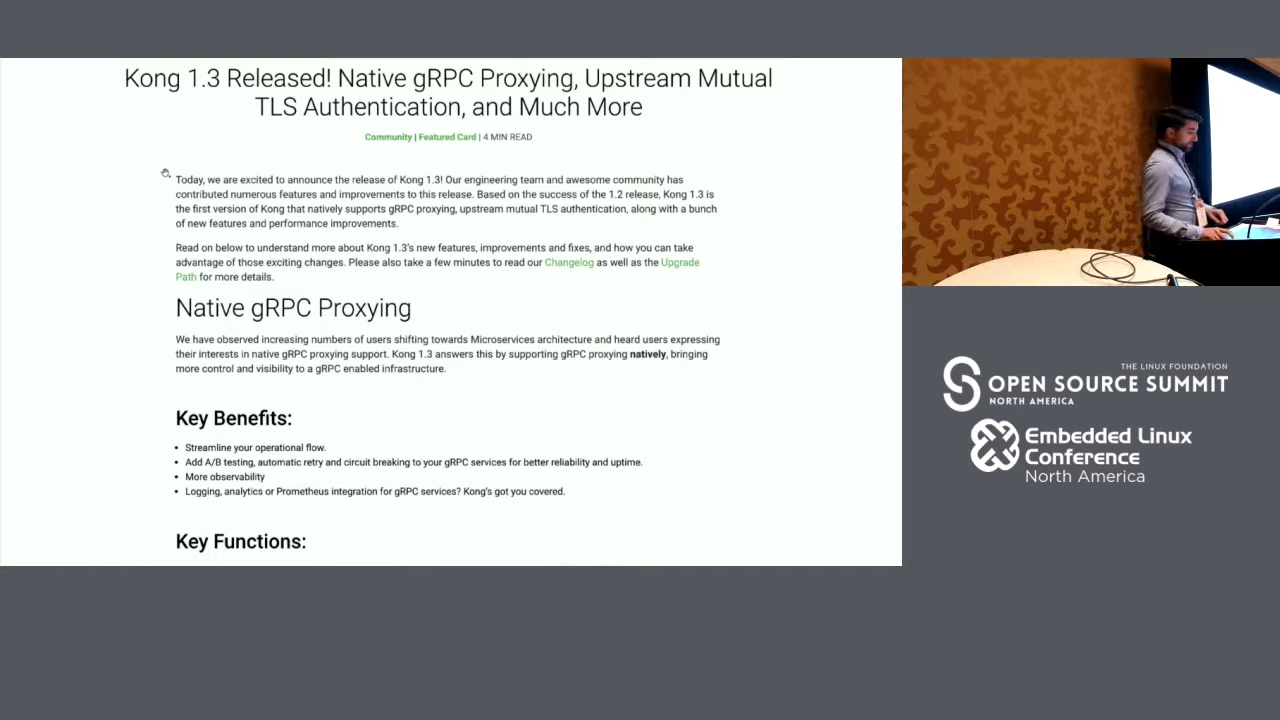 Kong 1.3 Released! Native gRPC Proxying, Upstream Mutual
TLS Authentication, and Much More
Community | Featured Card | 4 MIN READ
Today, we are excited to announce the release of Kong 1.3! Our engineering team and awesome community has
contributed numerous features and improvements to this release. Based on the success of the 1.2 release, Kong 1.3 is
the first version of Kong that natively supports gRPC proxying, upstream mutual TLS authentication, along with a bunch
of new features and performance improvements.
Read on below to understand more about Kong 1.3's new features, improvements and fixes, and how you can take
advantage of those exciting changes. Please also take a few minutes to read our Changelog as well as the Upgrade
Path for more details.
Native gRPC Proxying
We have observed increasing numbers of users shifting towards Microservices architecture and heard users expressing
their interests in native gRPC proxying support. Kong 1.3 answers this by supporting gRPC proxying natively, bringing
more control and visibility to a gRPC enabled infrastructure.
Key Benefits:
• Streamline your operational flow.
• Add A/B testing, automatic retry and circuit breaking to your gRPC services for better reliability and uptime.
• More observability
• Logging, analytics or Prometheus integration for gRPC services? Kong's got you covered.
Key Functions:
THE LINUX FOUNDATION
OPEN SOURCE SUMMIT
NORTH AMERICA
Embedded Linux
Conference
North America